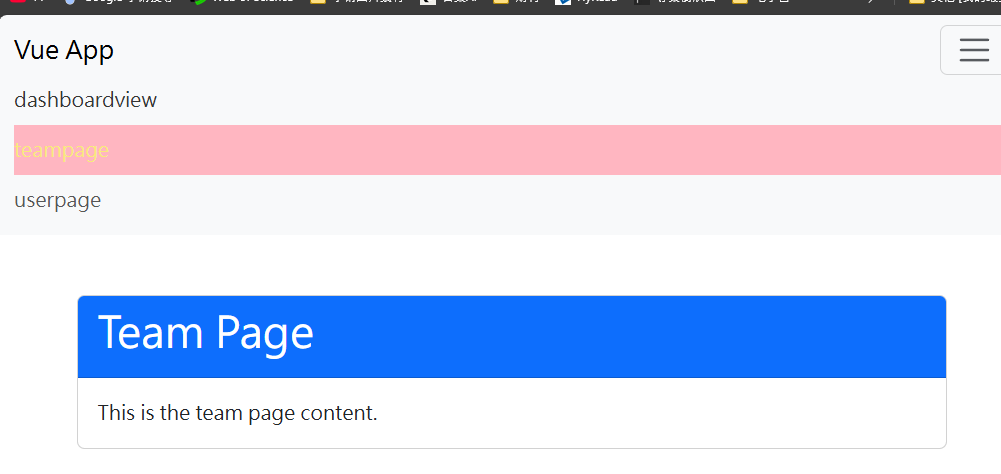 Vue App
dashboardview
teampage
userpage
Team Page
This is the team page content.